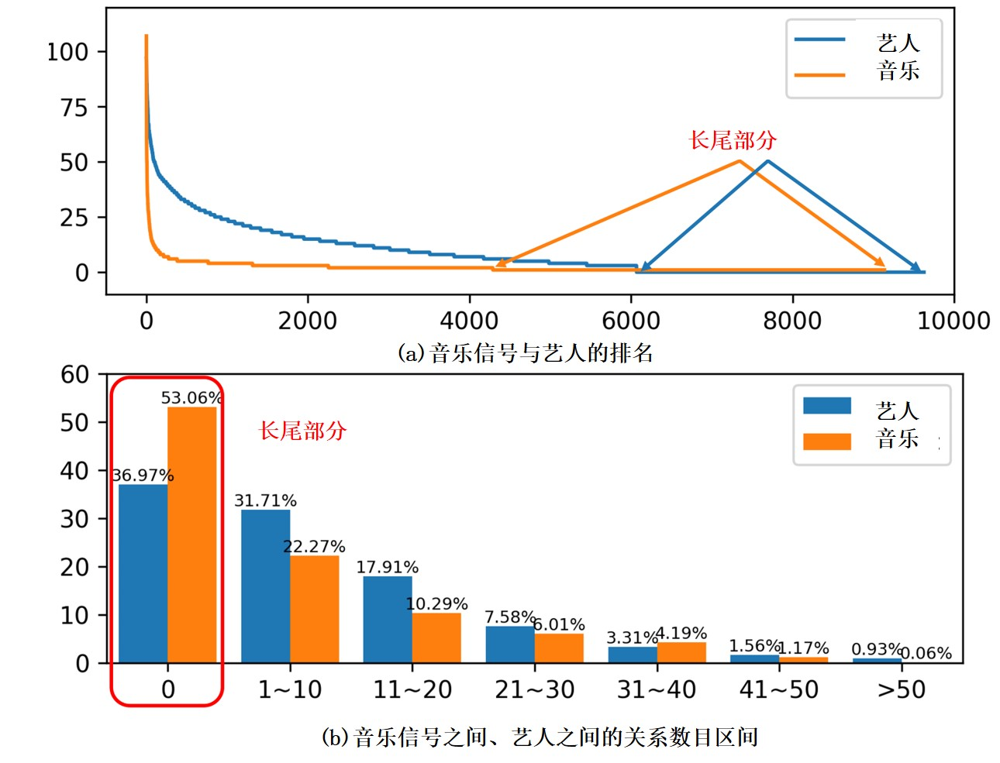 100
75
50
25
0
艺人
音乐
长尾部分
0 2000 4000 6000 8000 10000
(a)音乐信号与艺人的排名
60
50
40
30
20
10
0
艺人
音乐 :
长尾部分
36.97% 53.06% 31.71% 22.27% 17.91% 10.29% 7.58% 6.01% 3.31% 4.19% 1.56% 1.17% 0.93% 0.06%
0 1~10 11~20 21~30 31~40 41~50 >50
(b)音乐信号之间、艺人之间的关系数目区间